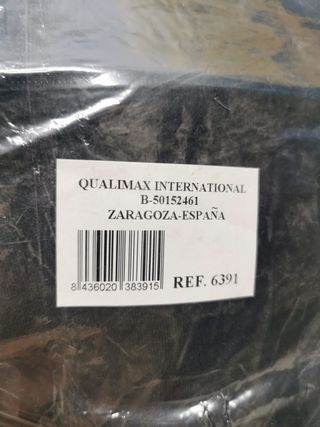 QUALIMAX INTERNATIONAL
B-50152461
ZARAGOZA-ESPAÑA
8 436020 383915
REF. 6391